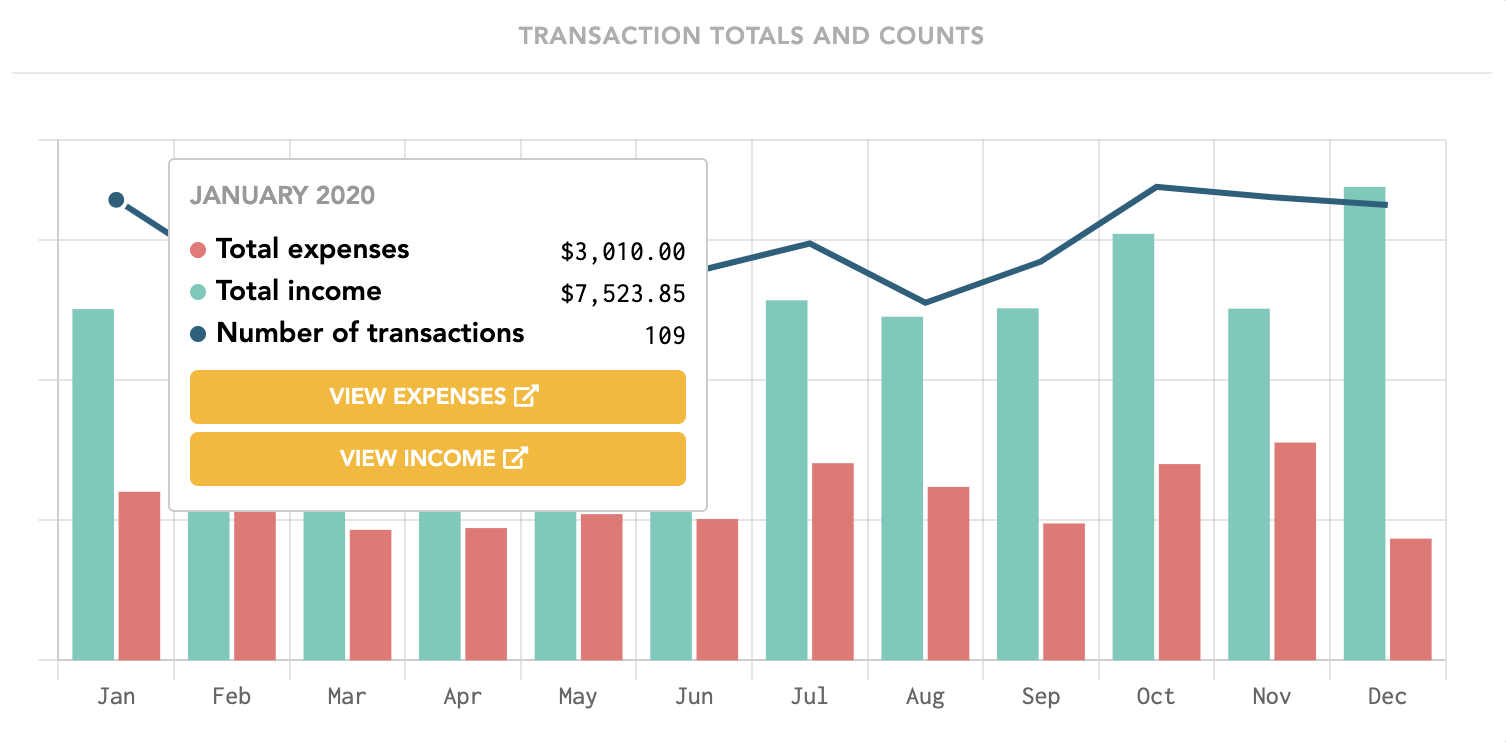 TRANSACTION TOTALS AND COUNTS
JANUARY 2020
Total expenses $3,010.00
Total income $7,523.85
Number of transactions 109
VIEW EXPENSES
VIEW INCOME
Jan Feb Mar Apr May Jun Jul Aug Sep Oct Nov Dec